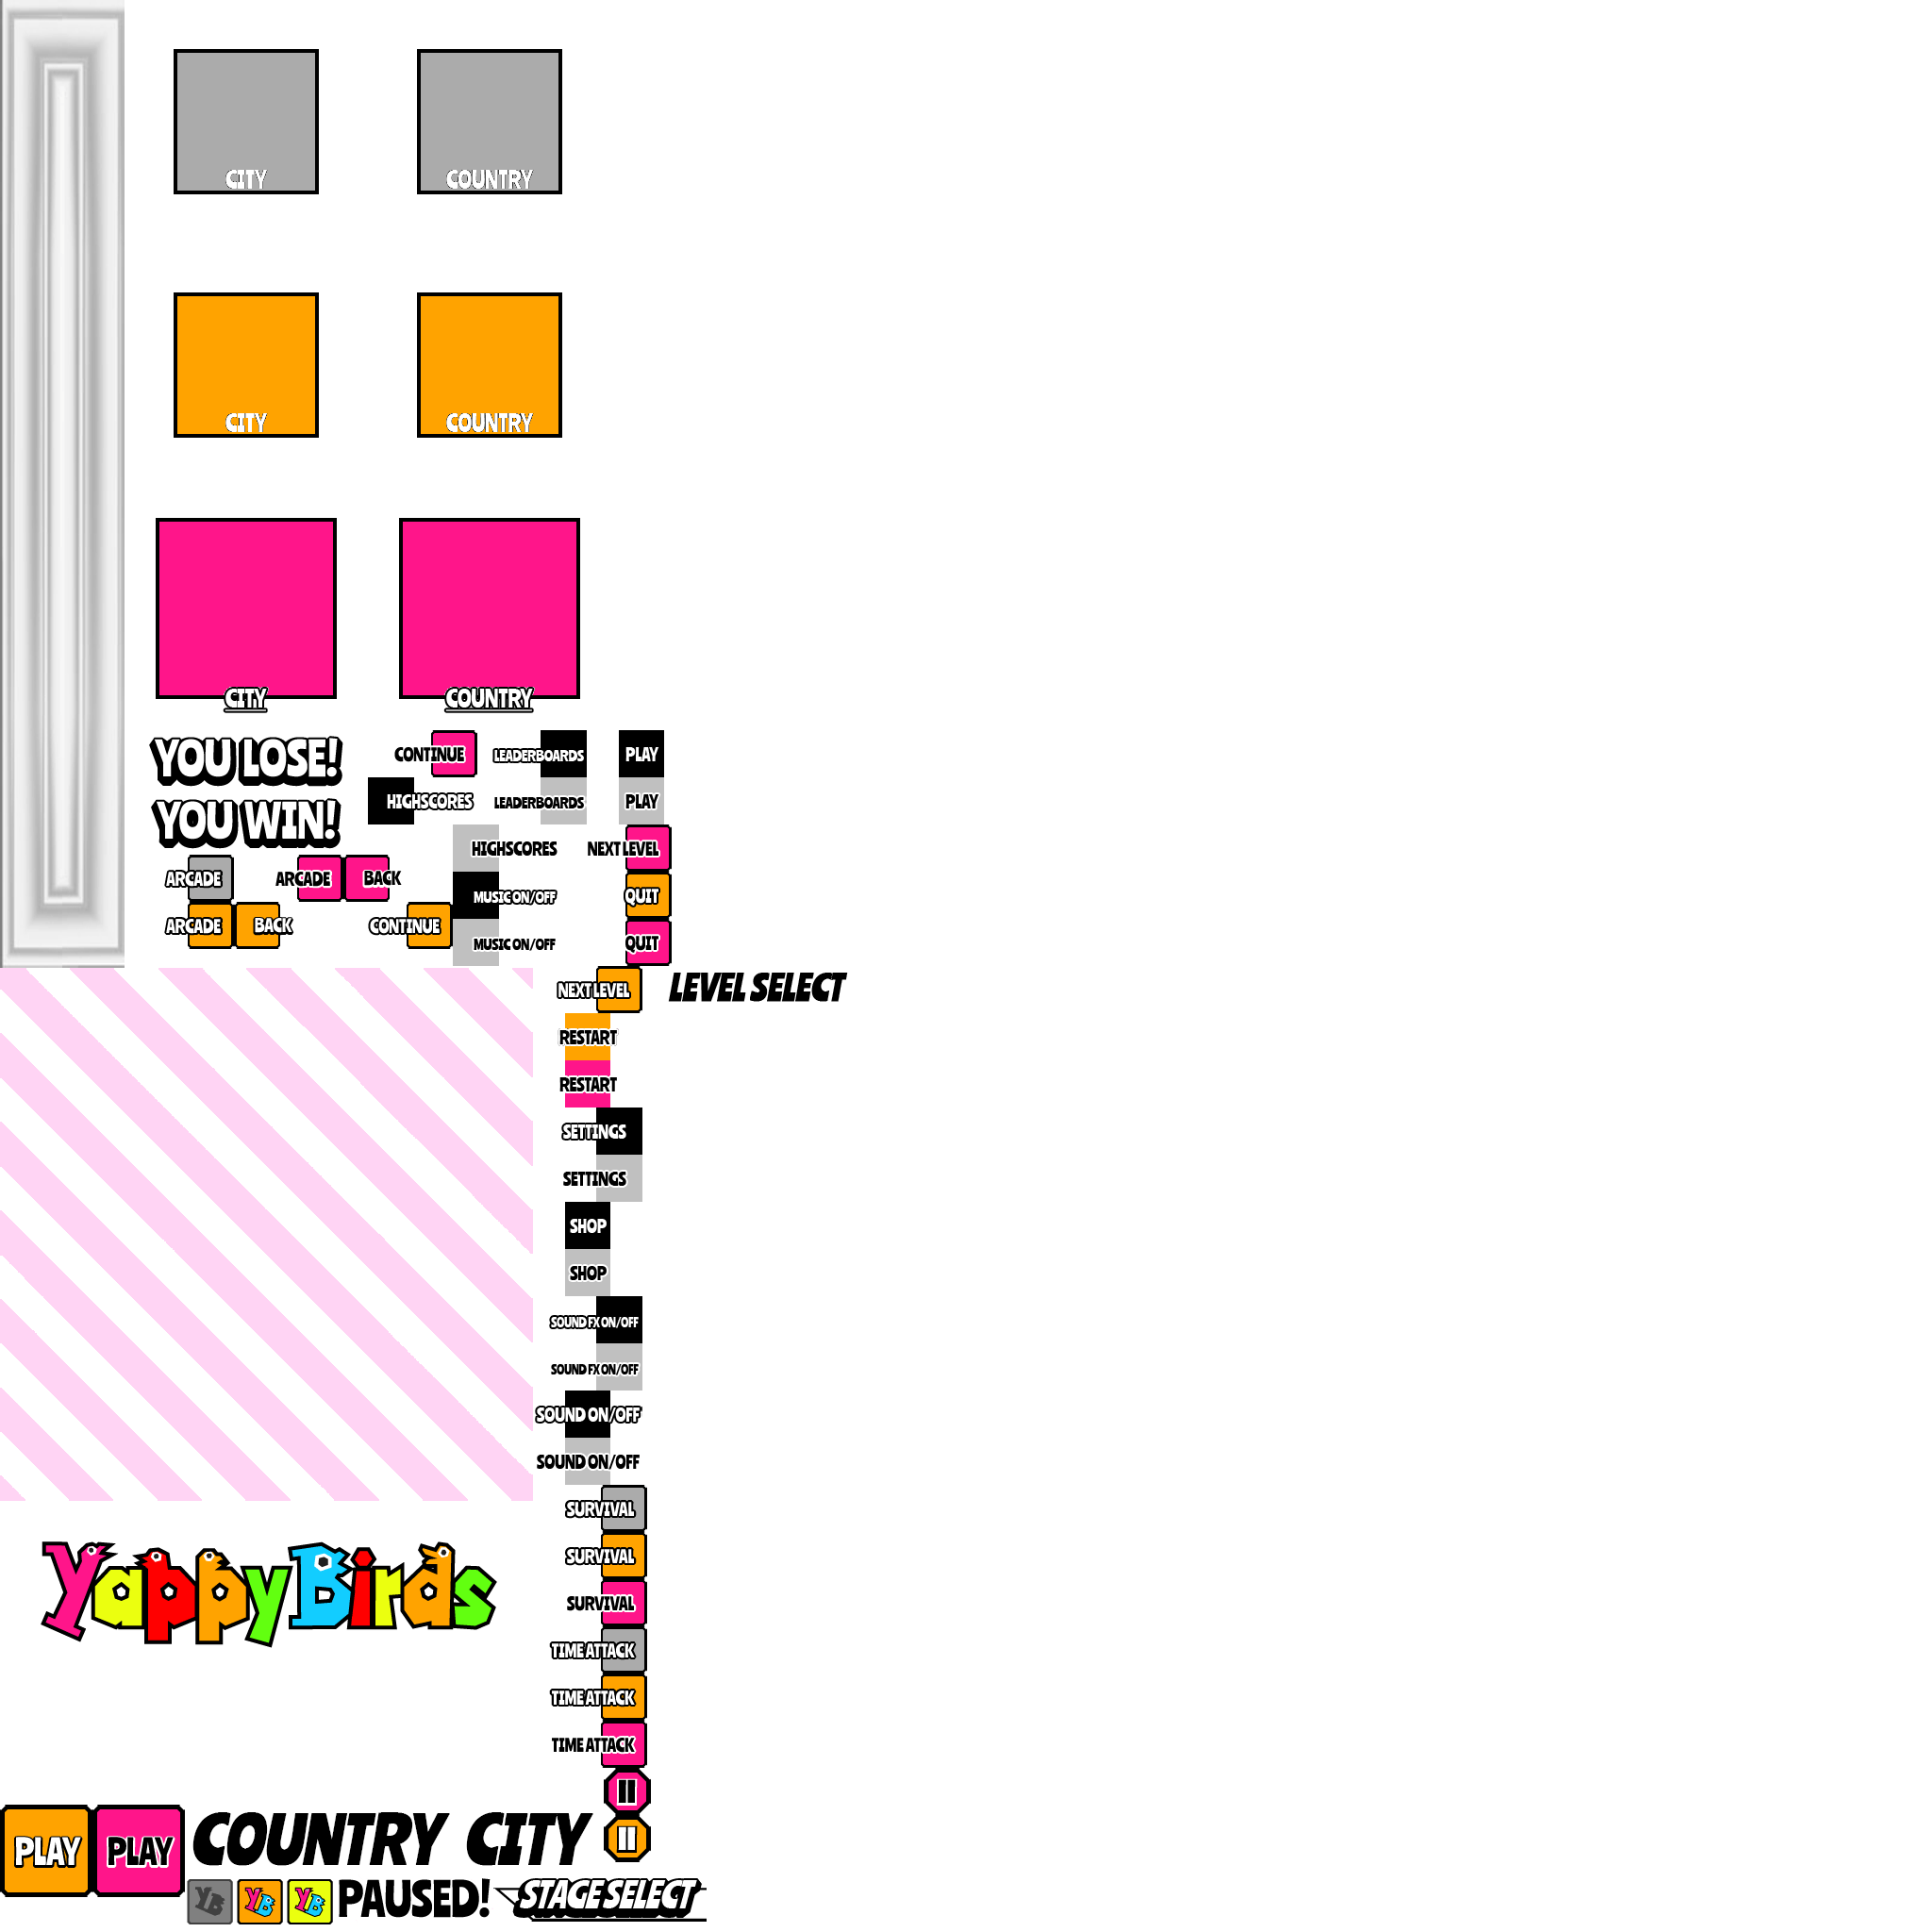 CITY
COUNTRY
CITY
COUNTRY
CITY
COUNTRY
YOU LOSE!
YOU WIN!
CONTINUE
LEADERBOARDS
PLAY
HIGHSCORES
LEADERBOARDS
PLAY
HIGHSCORES
NEXT LEVEL
ARCADE
ARCADE
BACK
MUSIC ON/OFF
QUIT
ARCADE
BACK
CONTINUE
MUSIC ON/OFF
QUIT
NEXT LEVEL
LEVEL SELECT
RESTART
RESTART
SETTINGS
SETTINGS
SHOP
SHOP
SOUND FX ON/OFF
SOUND FX ON/OFF
SOUND ON/OFF
SOUND ON/OFF
SURVIVAL
SURVIVAL
YappyBirds
SURVIVAL
TIME ATTACK
TIME ATTACK
TIME ATTACK
PLAY
PLAY
COUNTRY
CITY
YB
YB
YB
PAUSED!
STAGE SELECT